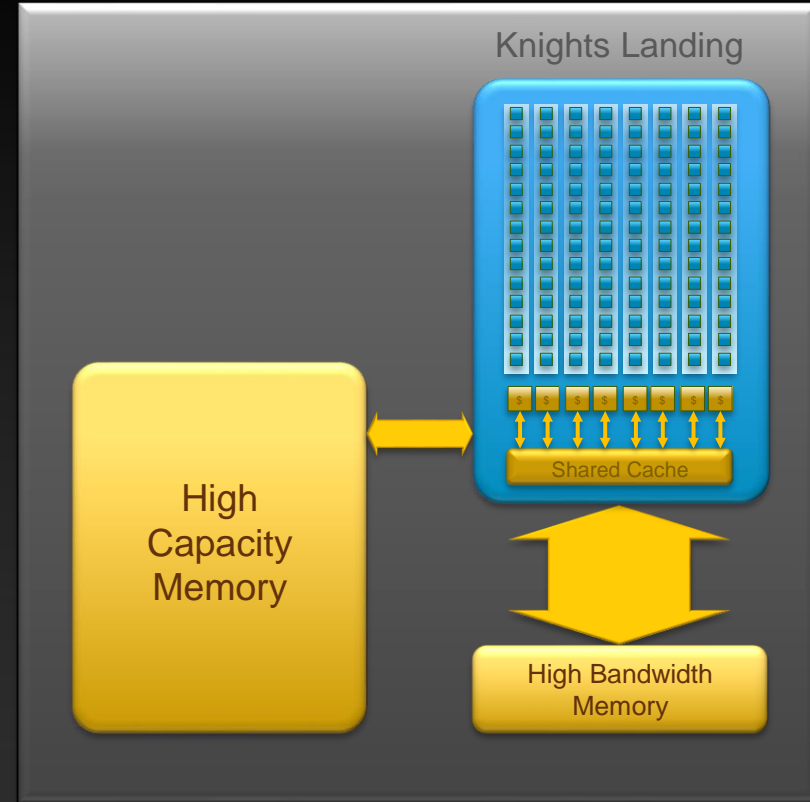 Knights Landing
$ $ $ $ $ $ $ $
Shared Cache
High
Capacity
Memory
High Bandwidth
Memory